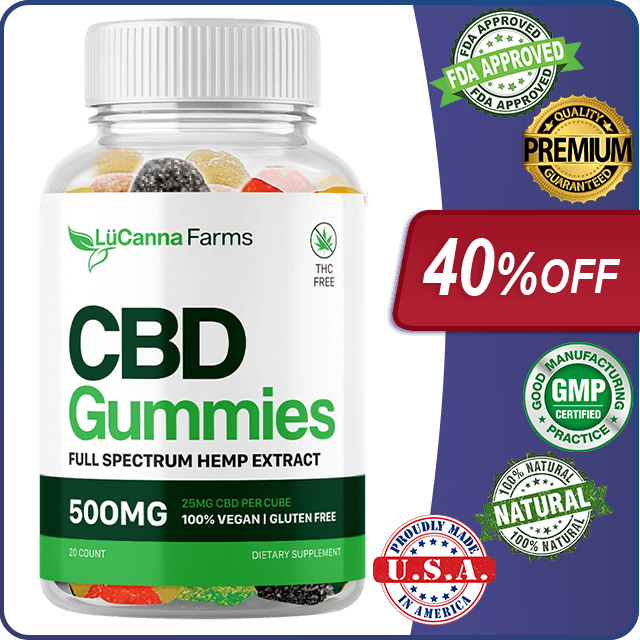 LüCanna Farms
THC
FREE
CBD
Gummies
FULL SPECTRUM HEMP EXTRACT
500MG
25MG CBD PER CUBE
100% VEGAN | GLUTEN FREE
20 COUNT
DIETARY SUPPLEMENT
FDA APPROVED
FDA APPROVED
FDA APPROVED
QUALITY
PREMIUM
GUARANTEED
40%OFF
GOOD MANUFACTURING
GMP
CERTIFIED
PRACTICE
100% NATURAL
NATURAL
100% NATURAL
PROUDLY MADE
U.S.A.
IN AMERICA